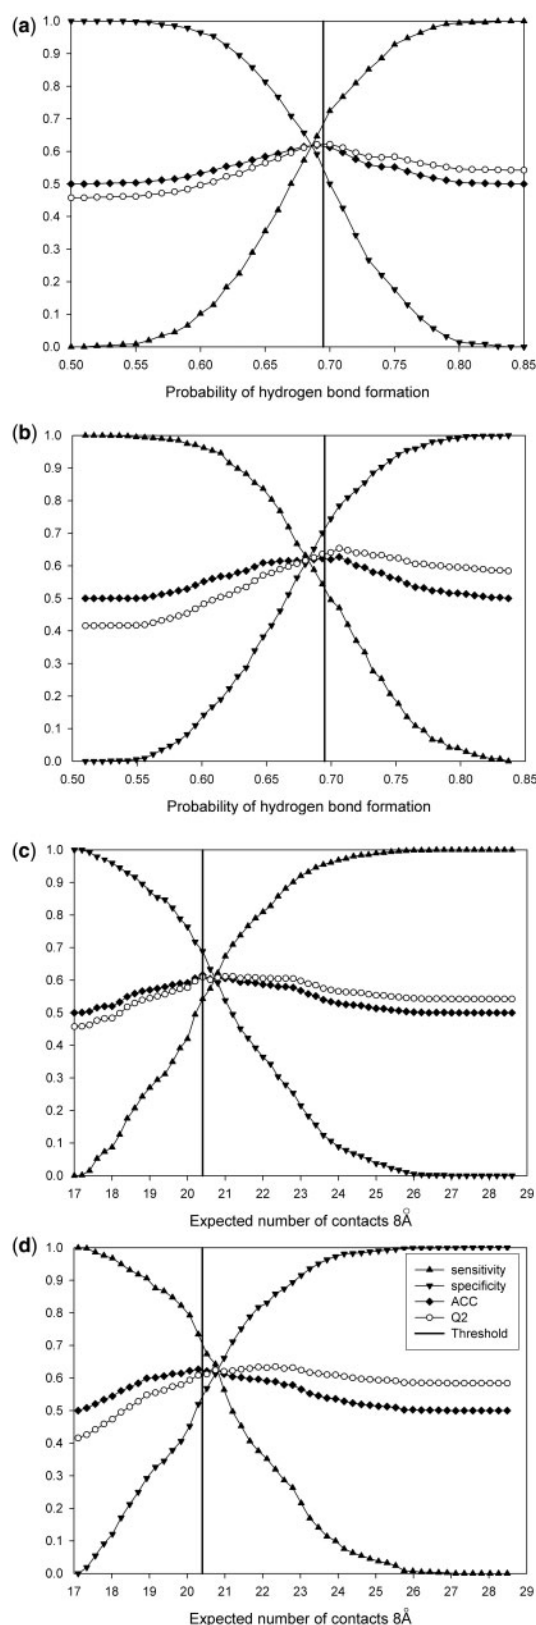 (a)
1.0
0.9
0.8
0.7
0.6
0.5
0.4
0.3
0.2
0.1
0.0
0.50 0.55 0.60 0.65 0.70 0.75 0.80 0.85
Probability of hydrogen bond formation
(b)
1.0
0.9
0.8
0.7
0.6
0.5
0.4
0.3
0.2
0.1
0.0
0.50 0.55 0.60 0.65 0.70 0.75 0.80 0.85
Probability of hydrogen bond formation
(c)
1.0
0.9
0.8
0.7
0.6
0.5
0.4
0.3
0.2
0.1
0.0
17 18 19 20 21 22 23 24 25 26 27 28 29
Expected number of contacts 8Å
(d)
1.0
0.9
0.8
0.7
0.6
0.5
0.4
0.3
0.2
0.1
0.0
sensitivity
specificity
ACC
Q2
Threshold
17 18 19 20 21 22 23 24 25 26 27 28 29
Expected number of contacts 8Å